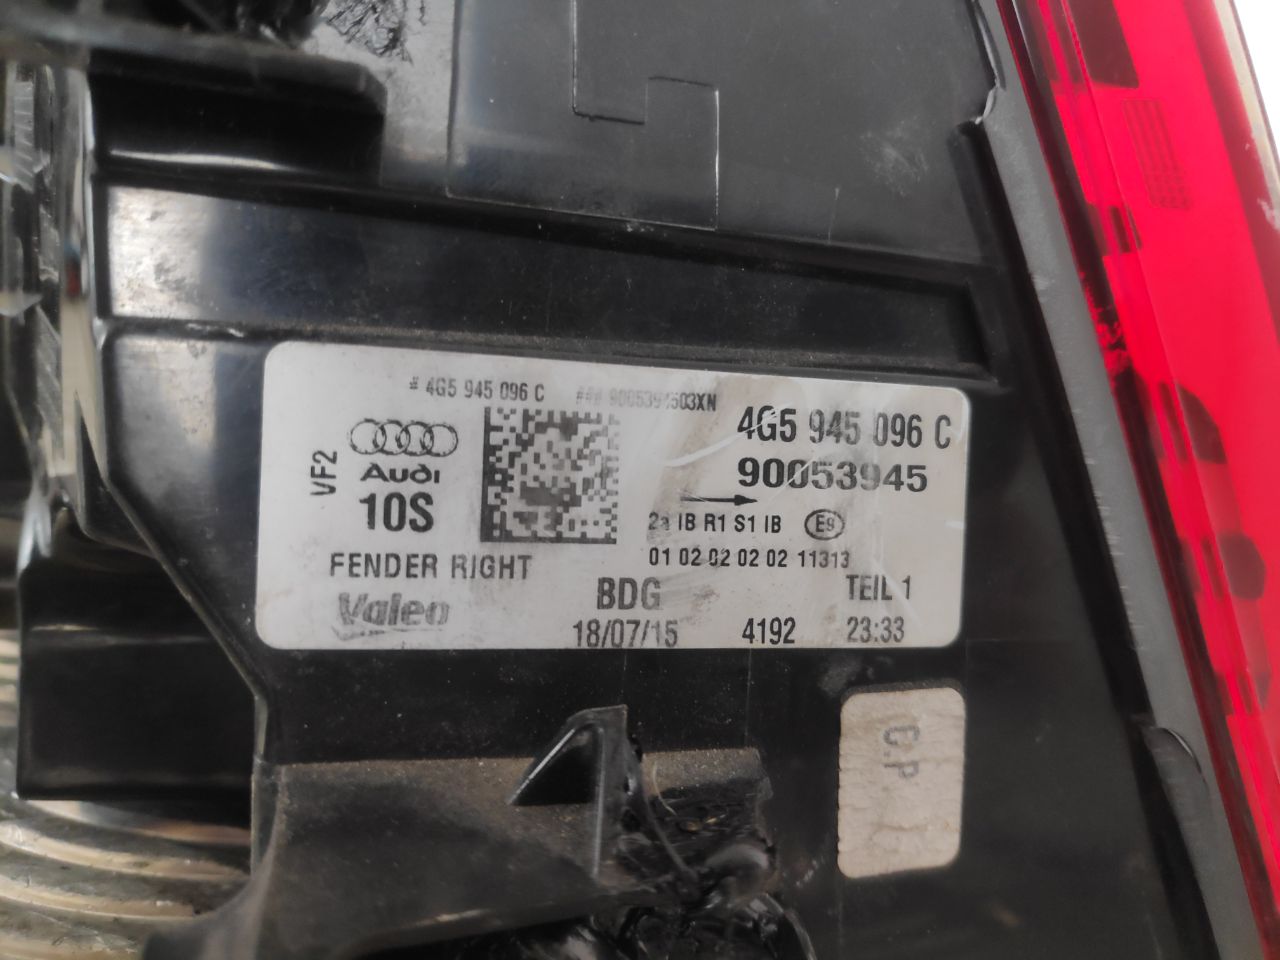 # 4G5 945 096 C ### 9005394503XN
4G5 945 096 C
90053945
VF2
Audi
10S
2a IB R1 S1 IB E9
01 02 02 02 02 11313
FENDER RIGHT
Valeo
BDG
TEIL 1
18/07/15 4192 23:33
C.P